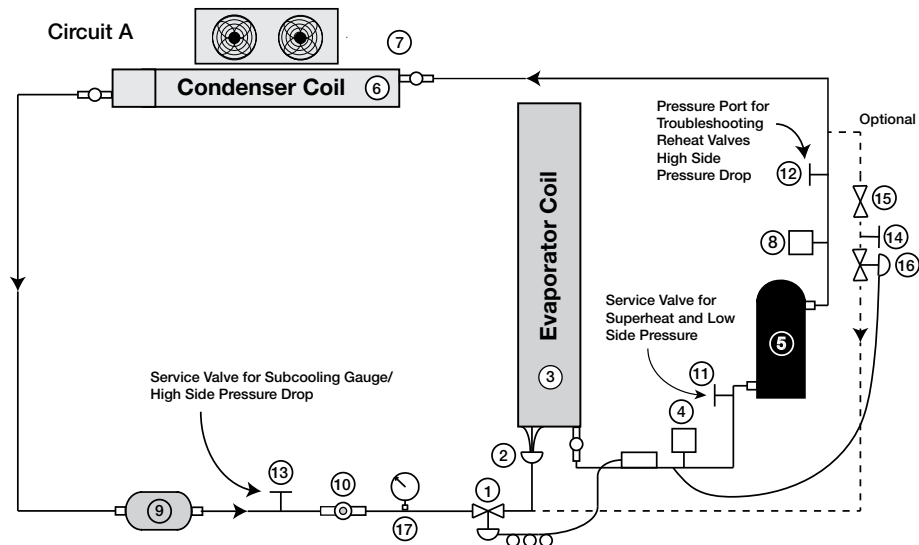 Circuit A
7
Condenser Coil 6
Pressure Port for
Troubleshooting
Reheat Valves
High Side
Pressure Drop
Optional
12
15
8
14
16
Evaporator Coil
3
Service Valve for
Superheat and Low
Side Pressure
5
11
4
Service Valve for Subcooling Gauge/
High Side Pressure Drop
2
13
10
1
9
17